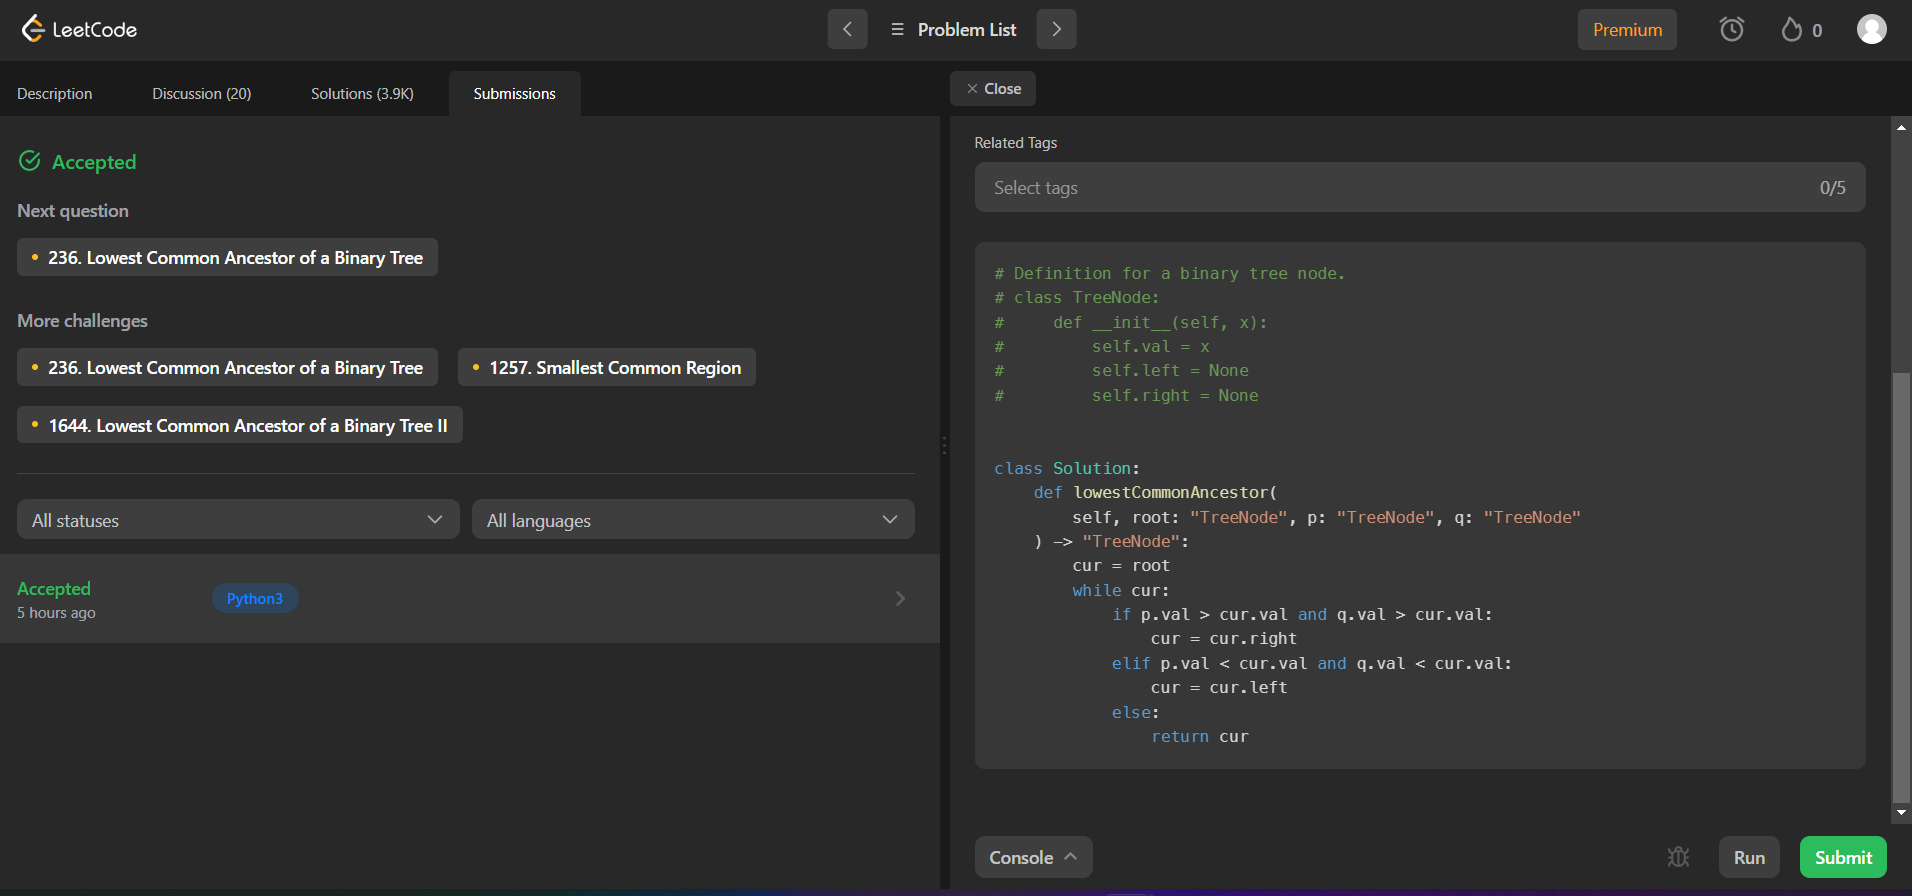 LeetCode
Problem List
Premium
0
Description
Discussion (20)
Solutions (3.9K)
Submissions
Accepted
Next question
236. Lowest Common Ancestor of a Binary Tree
More challenges
236. Lowest Common Ancestor of a Binary Tree
1257. Smallest Common Region
1644. Lowest Common Ancestor of a Binary Tree II
All statuses
All languages
Accepted
5 hours ago
Python3
Close
Related Tags
Select tags
0/5
# Definition for a binary tree node.
# class TreeNode:
#     def __init__(self, x):
#         self.val = x
#         self.left = None
#         self.right = None
class Solution:
    def lowestCommonAncestor(
        self, root: "TreeNode", p: "TreeNode", q: "TreeNode"
    ) -> "TreeNode":
        cur = root
        while cur:
            if p.val > cur.val and q.val > cur.val:
                cur = cur.right
            elif p.val < cur.val and q.val < cur.val:
                cur = cur.left
            else:
                return cur
Console
Run
Submit